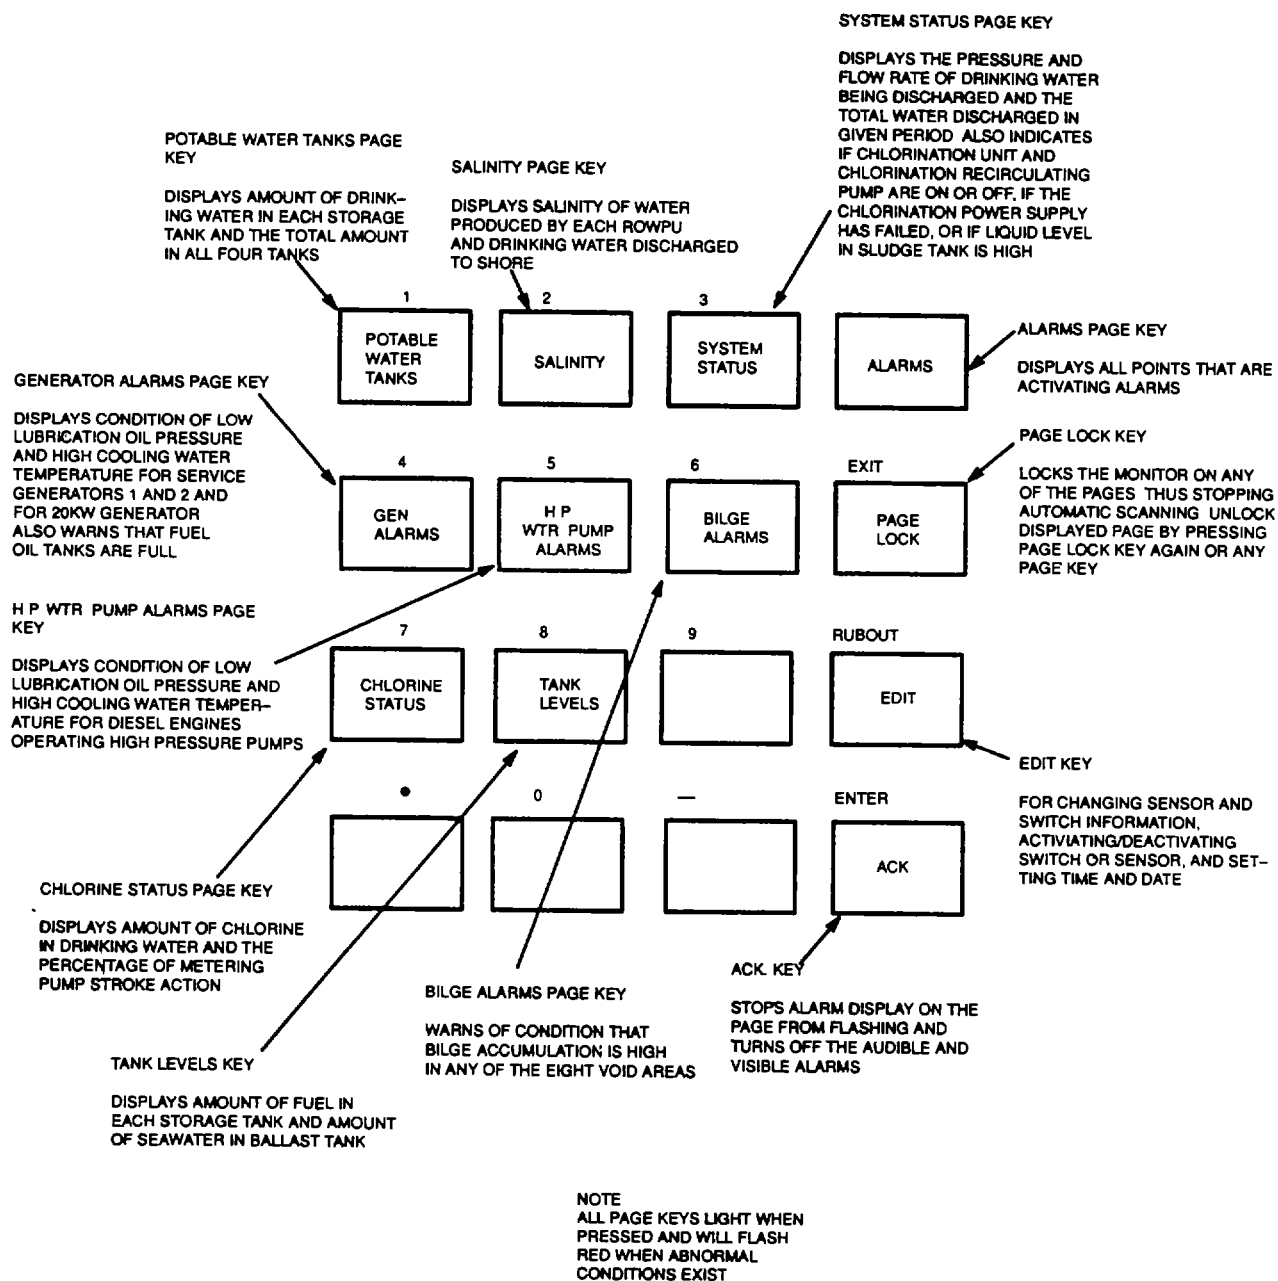 SYSTEM STATUS PAGE KEY
DISPLAYS THE PRESSURE AND
FLOW RATE OF DRINKING WATER
BEING DISCHARGED AND THE
TOTAL WATER DISCHARGED IN
GIVEN PERIOD ALSO INDICATES
IF CHLORINATION UNIT AND
CHLORINATION RECIRCULATING
PUMP ARE ON OR OFF, IF THE
CHLORINATION POWER SUPPLY
HAS FAILED, OR IF LIQUID LEVEL
IN SLUDGE TANK IS HIGH
POTABLE WATER TANKS PAGE
KEY
DISPLAYS AMOUNT OF DRINK-
ING WATER IN EACH STORAGE
TANK AND THE TOTAL AMOUNT
IN ALL FOUR TANKS
SALINITY PAGE KEY
DISPLAYS SALINITY OF WATER
PRODUCED BY EACH ROWPU
AND DRINKING WATER DISCHARGED
TO SHORE
1
2
3
POTABLE
WATER
TANKS
SALINITY
SYSTEM
STATUS
ALARMS
ALARMS PAGE KEY
DISPLAYS ALL POINTS THAT ARE
ACTIVATING ALARMS
GENERATOR ALARMS PAGE KEY
DISPLAYS CONDITION OF LOW
LUBRICATION OIL PRESSURE
AND HIGH COOLING WATER
TEMPERATURE FOR SERVICE
GENERATORS 1 AND 2 AND
FOR 20KW GENERATOR
ALSO WARNS THAT FUEL
OIL TANKS ARE FULL
4
5
6
EXIT
GEN
ALARMS
H P
WTR PUMP
ALARMS
BILGE
ALARMS
PAGE
LOCK
PAGE LOCK KEY
LOCKS THE MONITOR ON ANY
OF THE PAGES THUS STOPPING
AUTOMATIC SCANNING UNLOCK
DISPLAYED PAGE BY PRESSING
PAGE LOCK KEY AGAIN OR ANY
PAGE KEY
H P WTR PUMP ALARMS PAGE
KEY
DISPLAYS CONDITION OF LOW
LUBRICATION OIL PRESSURE AND
HIGH COOLING WATER TEMPER-
ATURE FOR DIESEL ENGINES
OPERATING HIGH PRESSURE PUMPS
7
8
9
RUBOUT
CHLORINE
STATUS
TANK
LEVELS
EDIT
EDIT KEY
FOR CHANGING SENSOR AND
SWITCH INFORMATION,
ACTIVIATING/DEACTIVATING
SWITCH OR SENSOR, AND SET-
TING TIME AND DATE
•
0
—
ENTER
ACK
CHLORINE STATUS PAGE KEY
DISPLAYS AMOUNT OF CHLORINE
IN DRINKING WATER AND THE
PERCENTAGE OF METERING
PUMP STROKE ACTION
ACK. KEY
STOPS ALARM DISPLAY ON THE
PAGE FROM FLASHING AND
TURNS OFF THE AUDIBLE AND
VISIBLE ALARMS
BILGE ALARMS PAGE KEY
WARNS OF CONDITION THAT
BILGE ACCUMULATION IS HIGH
IN ANY OF THE EIGHT VOID AREAS
TANK LEVELS KEY
DISPLAYS AMOUNT OF FUEL IN
EACH STORAGE TANK AND AMOUNT
OF SEAWATER IN BALLAST TANK
NOTE
ALL PAGE KEYS LIGHT WHEN
PRESSED AND WILL FLASH
RED WHEN ABNORMAL
CONDITIONS EXIST